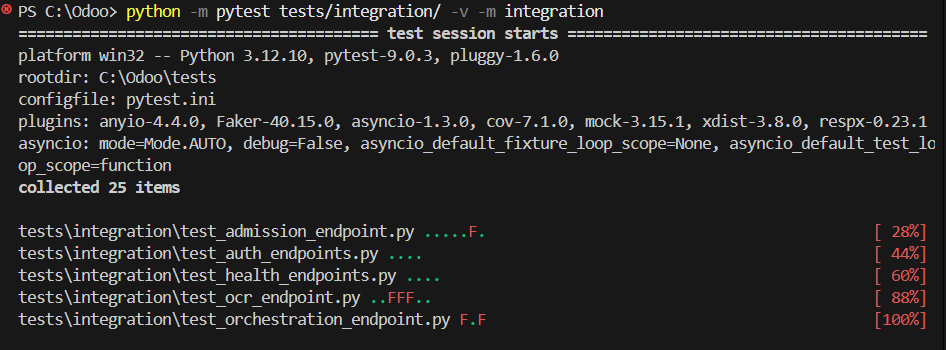 PS C:\Odoo> python -m pytest tests/integration/ -v -m integration
======================================== test session starts ========================================
platform win32 -- Python 3.12.10, pytest-9.0.3, pluggy-1.6.0
rootdir: C:\Odoo\tests
configfile: pytest.ini
plugins: anyio-4.4.0, Faker-40.15.0, asyncio-1.3.0, cov-7.1.0, mock-3.15.1, xdist-3.8.0, respx-0.23.1
asyncio: mode=Mode.AUTO, debug=False, asyncio_default_fixture_loop_scope=None, asyncio_default_test_lo
op_scope=function
collected 25 items
tests\integration\test_admission_endpoint.py .....F. [ 28%]
tests\integration\test_auth_endpoints.py .... [ 44%]
tests\integration\test_health_endpoints.py .... [ 60%]
tests\integration\test_ocr_endpoint.py ..FFF.. [ 88%]
tests\integration\test_orchestration_endpoint.py F.F [100%]